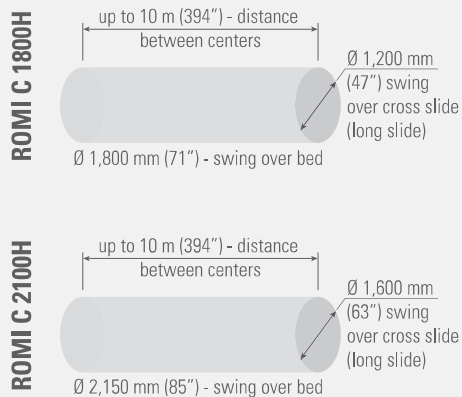 ROMI C 1800H
up to 10 m (394″) - distance
between centers
Ø 1,200 mm
(47″) swing
over cross slide
(long slide)
Ø 1,800 mm (71″) - swing over bed
ROMI C 2100H
up to 10 m (394″) - distance
between centers
Ø 1,600 mm
(63″) swing
over cross slide
(long slide)
Ø 2,150 mm (85″) - swing over bed